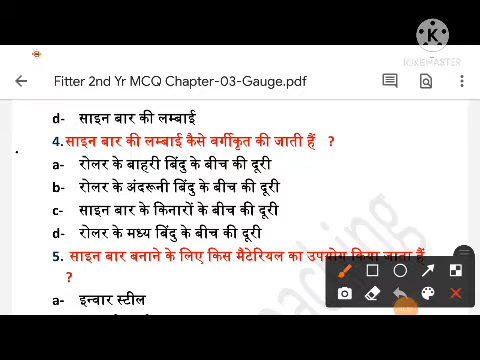 K
KINEMASTER
Fitter 2nd Yr MCQ Chapter-03-Gauge.pdf
d- साइन बार की लम्बाई
4.साइन बार की लम्बाई कैसे वर्गीकृत की जाती हैं ?
a- रोलर के बाहरी बिंदु के बीच की दूरी
b- रोलर के अंदरूनी बिंदु के बीच की दूरी
c- साइन बार के किनारों के बीच की दूरी
d- रोलर के मध्य बिंदु के बीच की दूरी
5. साइन बार बनाने के लिए किस मैटेरियल का उपयोग किया जाता हैं
?
a- इन्वार स्टील